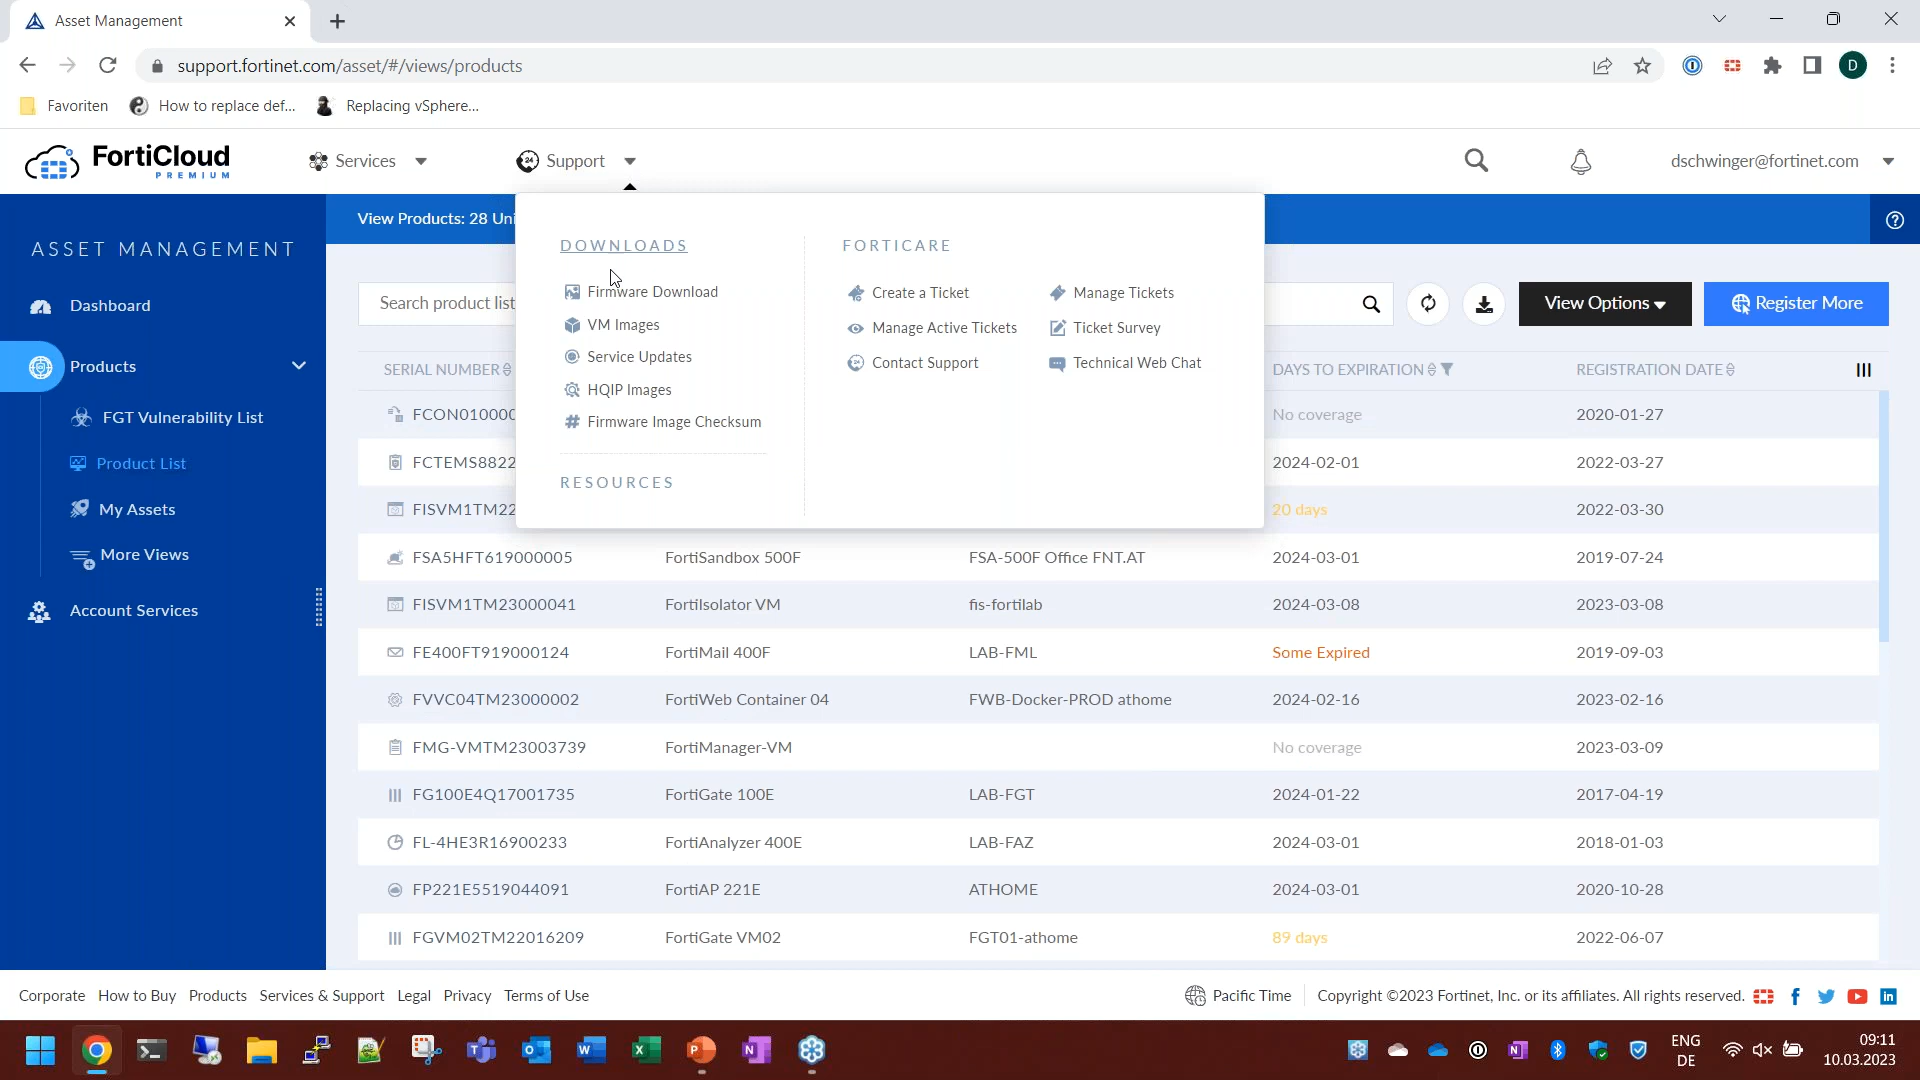 Asset Management
support.fortinet.com/asset/#/views/products
D
Favoriten
How to replace def...
Replacing vSphere...
FortiCloud
PREMIUM
Services
24
Support
dschwinger@fortinet.com
View Products: 28 Uni
ASSET MANAGEMENT
Dashboard
Products
FGT Vulnerability List
Product List
My Assets
More Views
Account Services
DOWNLOADS
Firmware Download
VM Images
Service Updates
HQIP Images
Firmware Image Checksum
RESOURCES
FORTICARE
Create a Ticket
Manage Tickets
Manage Active Tickets
Ticket Survey
Contact Support
Technical Web Chat
Search product list
View Options
Register More
SERIAL NUMBER
DAYS TO EXPIRATION
REGISTRATION DATE
FCON010000
No coverage
2020-01-27
FCTEMS8822
2024-02-01
2022-03-27
FISVM1TM22
20 days
2022-03-30
FSA5HFT619000005
FortiSandbox 500F
FSA-500F Office FNT.AT
2024-03-01
2019-07-24
FISVM1TM23000041
FortiIsolator VM
fis-fortilab
2024-03-08
2023-03-08
FE400FT919000124
FortiMail 400F
LAB-FML
Some Expired
2019-09-03
FVVC04TM23000002
FortiWeb Container 04
FWB-Docker-PROD athome
2024-02-16
2023-02-16
FMG-VMTM23003739
FortiManager-VM
No coverage
2023-03-09
FG100E4Q17001735
FortiGate 100E
LAB-FGT
2024-01-22
2017-04-19
FL-4HE3R16900233
FortiAnalyzer 400E
LAB-FAZ
2024-03-01
2018-01-03
FP221E5519044091
FortiAP 221E
ATHOME
2024-03-01
2020-10-28
FGVM02TM22016209
FortiGate VM02
FGT01-athome
89 days
2022-06-07
Corporate How to Buy Products Services & Support Legal Privacy Terms of Use
Pacific Time
Copyright ©2023 Fortinet, Inc. or its affiliates. All rights reserved.
ENG
DE
09:11
10.03.2023